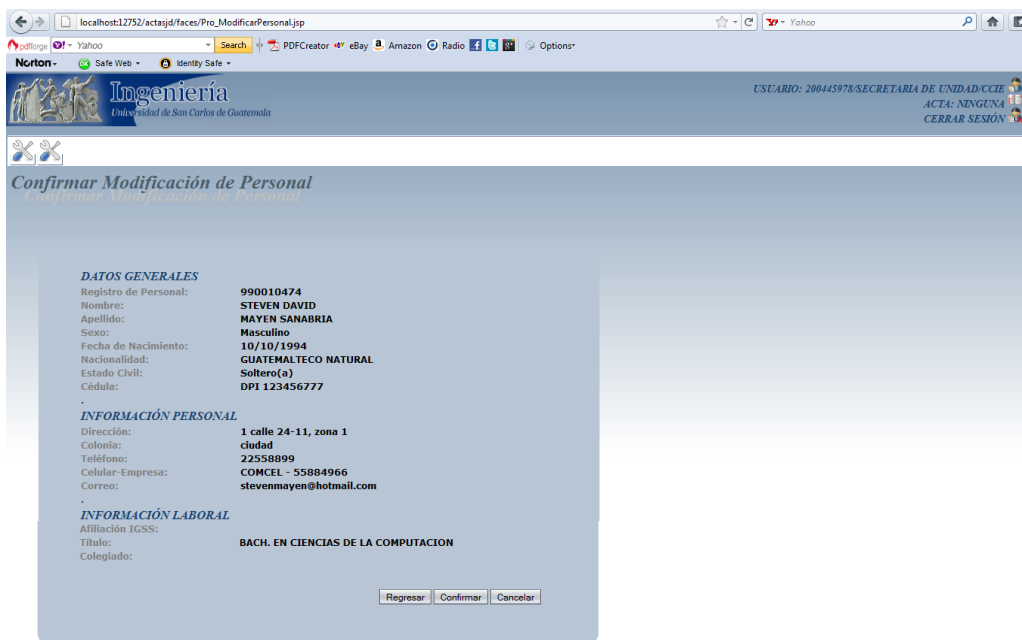 localhost:12752/actasjd/faces/Pro_ModificarPersonal.jsp
Yahoo
pdfforge Yahoo Search PDFCreator eBay Amazon Radio Options
Norton Safe Web Identity Safe
Ingeniería
Universidad de San Carlos de Guatemala
USUARIO: 200445978/SECRETARIA DE UNIDAD/CCIE
ACTA: NINGUNA
CERRAR SESIÓN
Confirmar Modificación de Personal
Confirmar Modificación de Personal
DATOS GENERALES
Registro de Personal: 990010474
Nombre: STEVEN DAVID
Apellido: MAYEN SANABRIA
Sexo: Masculino
Fecha de Nacimiento: 10/10/1994
Nacionalidad: GUATEMALTECO NATURAL
Estado Civil: Soltero(a)
Cédula: DPI 123456777
.
INFORMACIÓN PERSONAL
Dirección: 1 calle 24-11, zona 1
Colonia: ciudad
Teléfono: 22558899
Celular-Empresa: COMCEL - 55884966
Correo: stevenmayen@hotmail.com
.
INFORMACIÓN LABORAL
Afiliación IGSS:
Título: BACH. EN CIENCIAS DE LA COMPUTACION
Colegiado:
Regresar Confirmar Cancelar